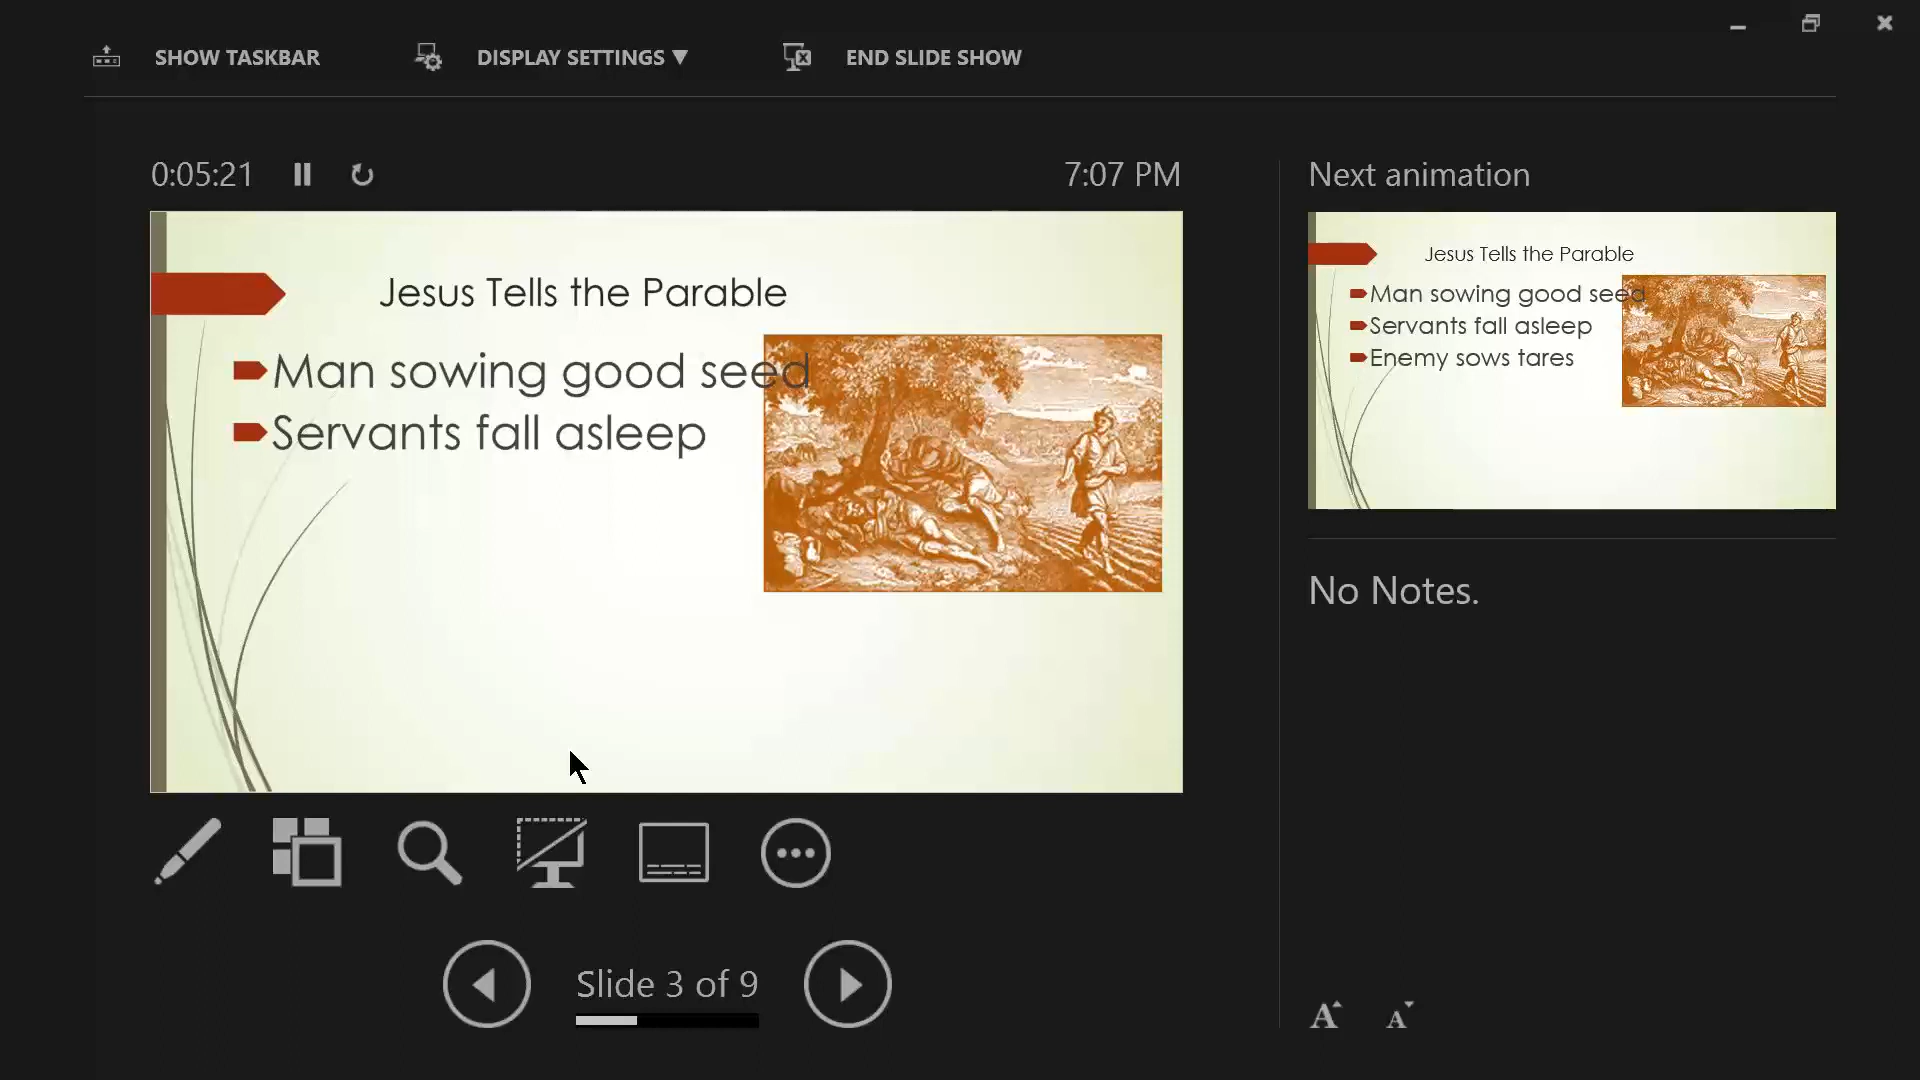 SHOW TASKBAR
DISPLAY SETTINGS ▼
END SLIDE SHOW
0:05:21
7:07 PM
Jesus Tells the Parable
Man sowing good seed
Servants fall asleep
Next animation
Jesus Tells the Parable
Man sowing good seed
Servants fall asleep
Enemy sows tares
No Notes.
Slide 3 of 9
A A